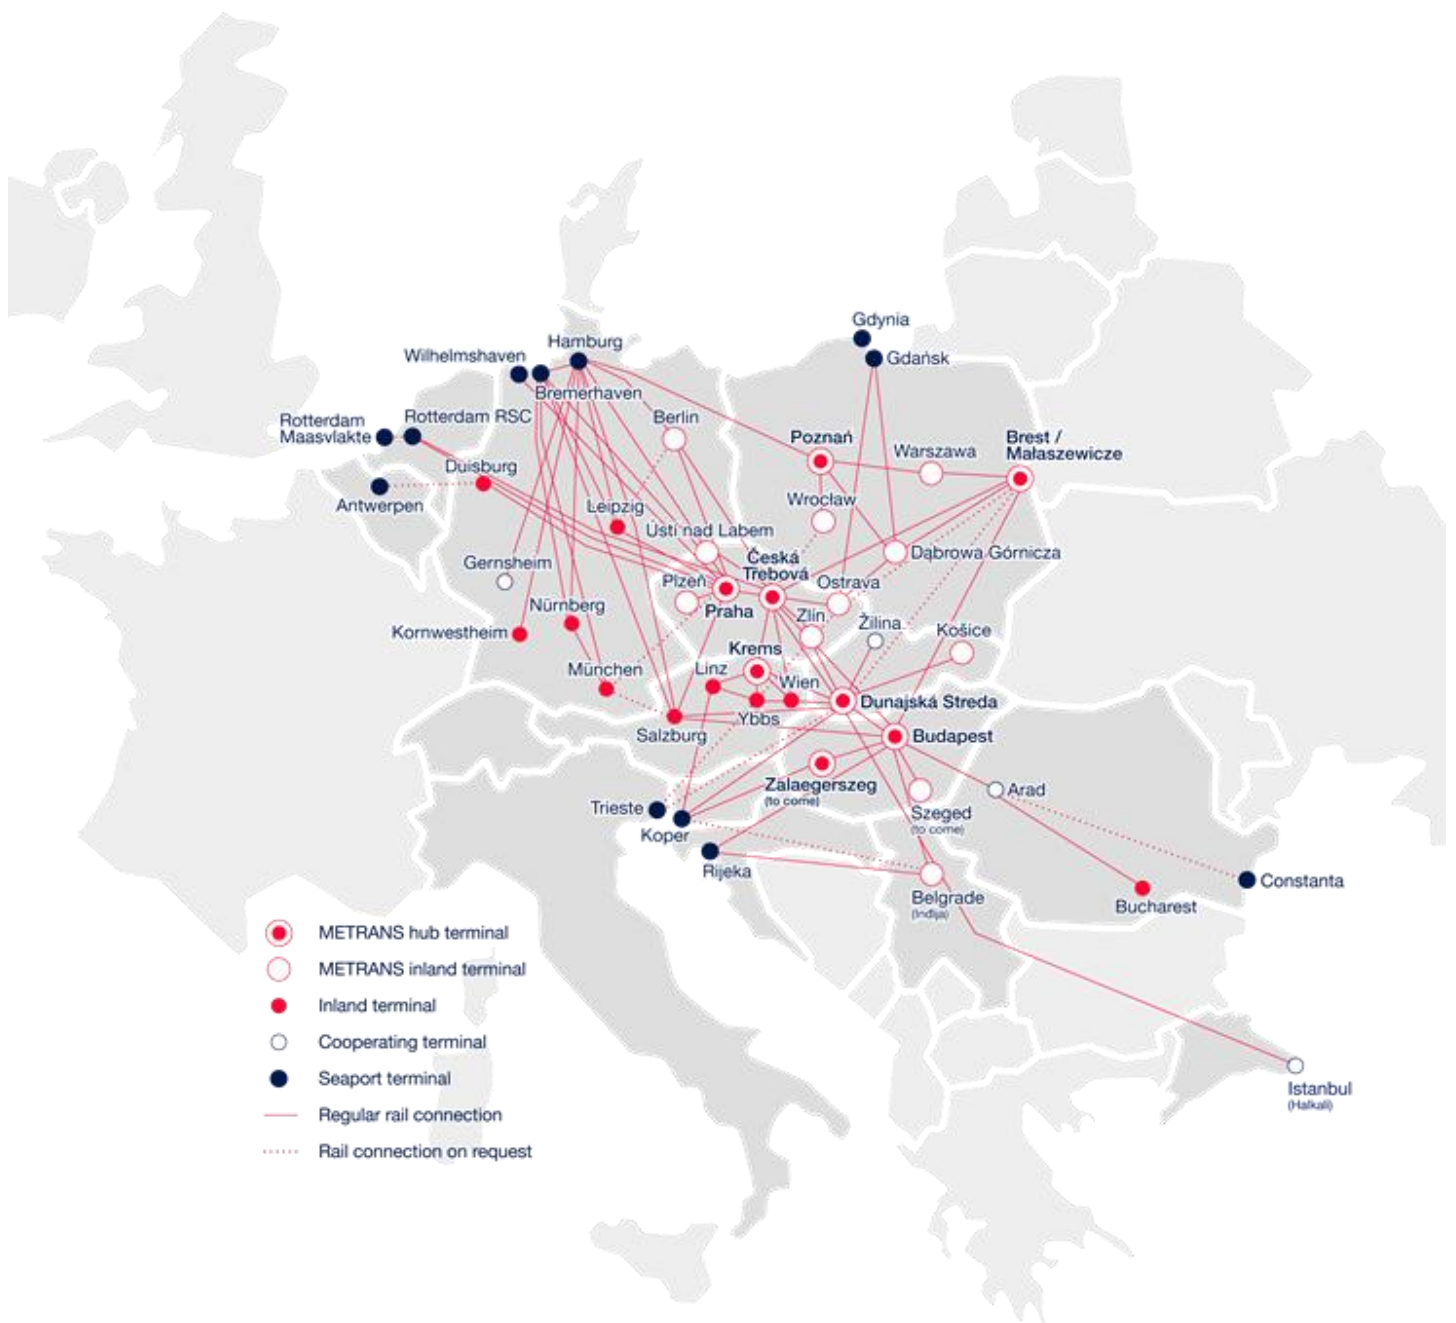 Gdynia
Hamburg
Wilhelmshaven
Gdańsk
Bremerhaven
Rotterdam
Maasvlakte
Rotterdam RSC
Berlin
Poznań
Warszawa
Brest /
Małaszewicze
Duisburg
Antwerpen
Leipzig
Wrocław
Ústí nad Labem
Česká
Třebová
Dąbrowa Górnicza
Gernsheim
Plzeň
Ostrava
Praha
Nürnberg
Zlín
Žilina
Košice
Kornwestheim
Krems
München
Linz
Wien
Dunajská Streda
Ybbs
Salzburg
Budapest
Zalaegerszeg
(to come)
Arad
Trieste
Szeged
(to come)
Koper
Rijeka
Constanta
Belgrade
(Inđija)
Bucharest
METRANS hub terminal
METRANS inland terminal
Inland terminal
Cooperating terminal
Seaport terminal
Istanbul
(Halkali)
Regular rail connection
Rail connection on request